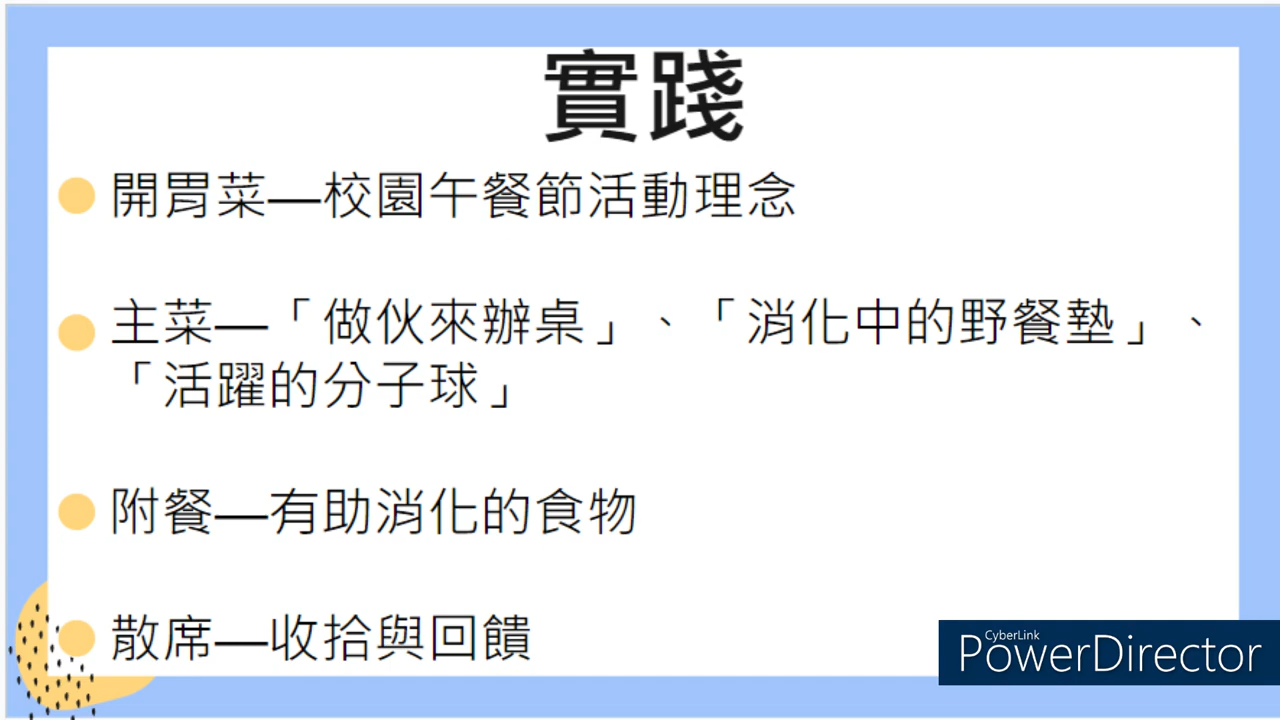 實踐
開胃菜—校園午餐節活動理念
主菜—「做伙來辦桌」、「消化中的野餐墊」、
「活躍的分子球」
附餐—有助消化的食物
散席—收拾與回饋
CyberLink
PowerDirector